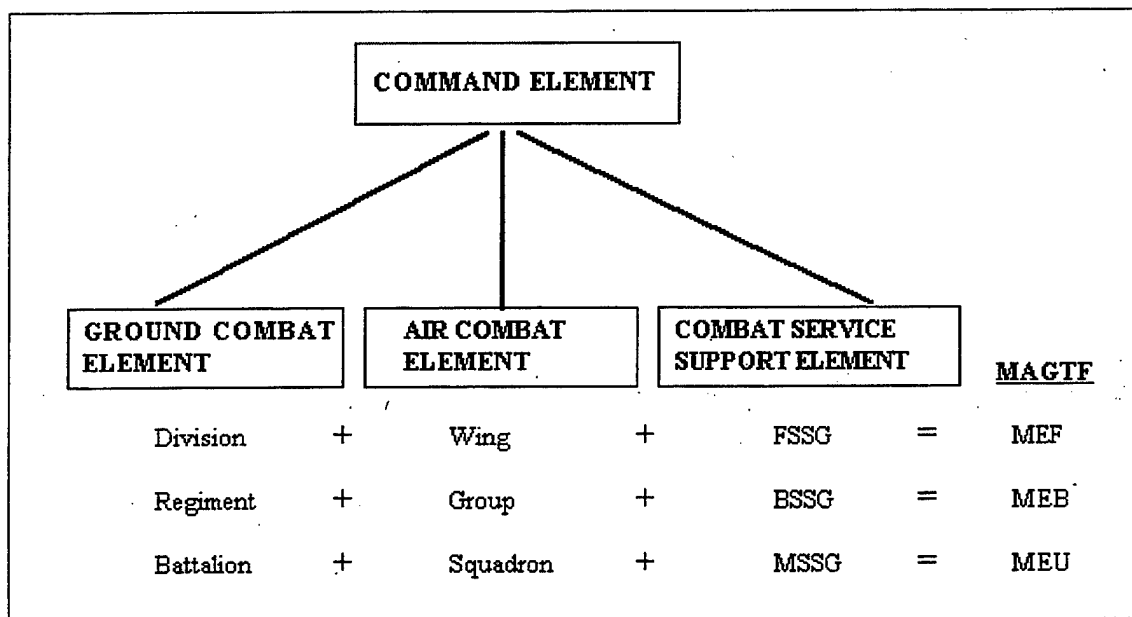 COMMAND ELEMENT
GROUND COMBAT
ELEMENT
AIR COMBAT
ELEMENT
COMBAT SERVICE
SUPPORT ELEMENT
MAGTF
Division + Wing + FSSG = MEF
Regiment + Group + BSSG = MEB
Battalion + Squadron + MSSG = MEU